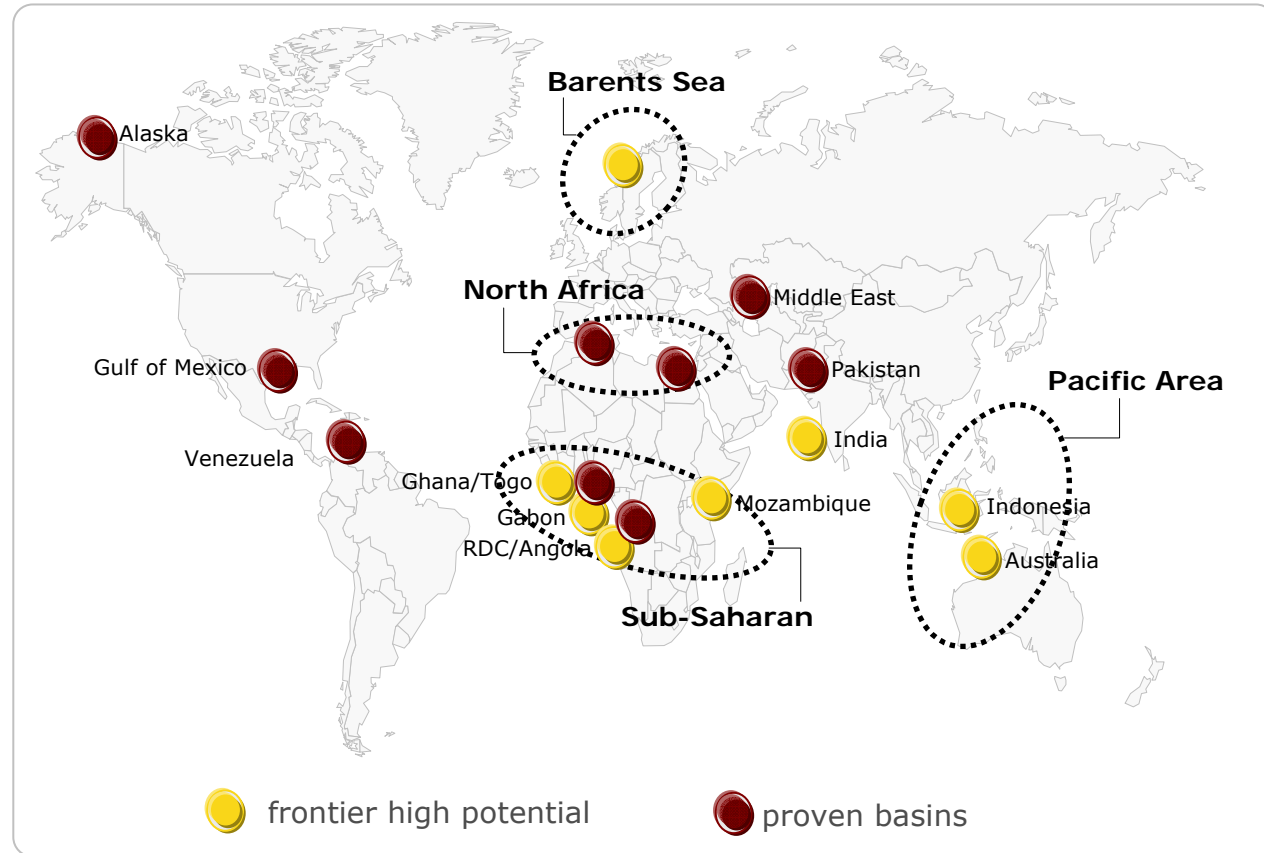 Barents Sea
Alaska
North Africa
Middle East
Gulf of Mexico
Pakistan
Pacific Area
India
Venezuela
Ghana/Togo
Mozambique
Indonesia
Gabon
RDC/Angola
Australia
Sub-Saharan
frontier high potential
proven basins